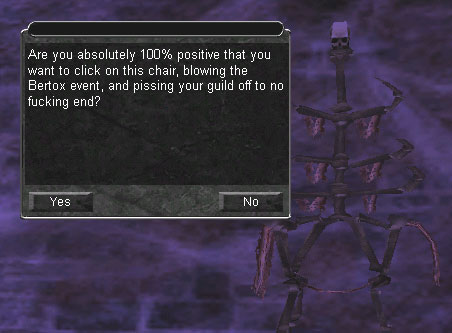 Are you absolutely 100% positive that you
want to click on this chair, blowing the
Bertox event, and pissing your guild off to no
fucking end?
Yes
No